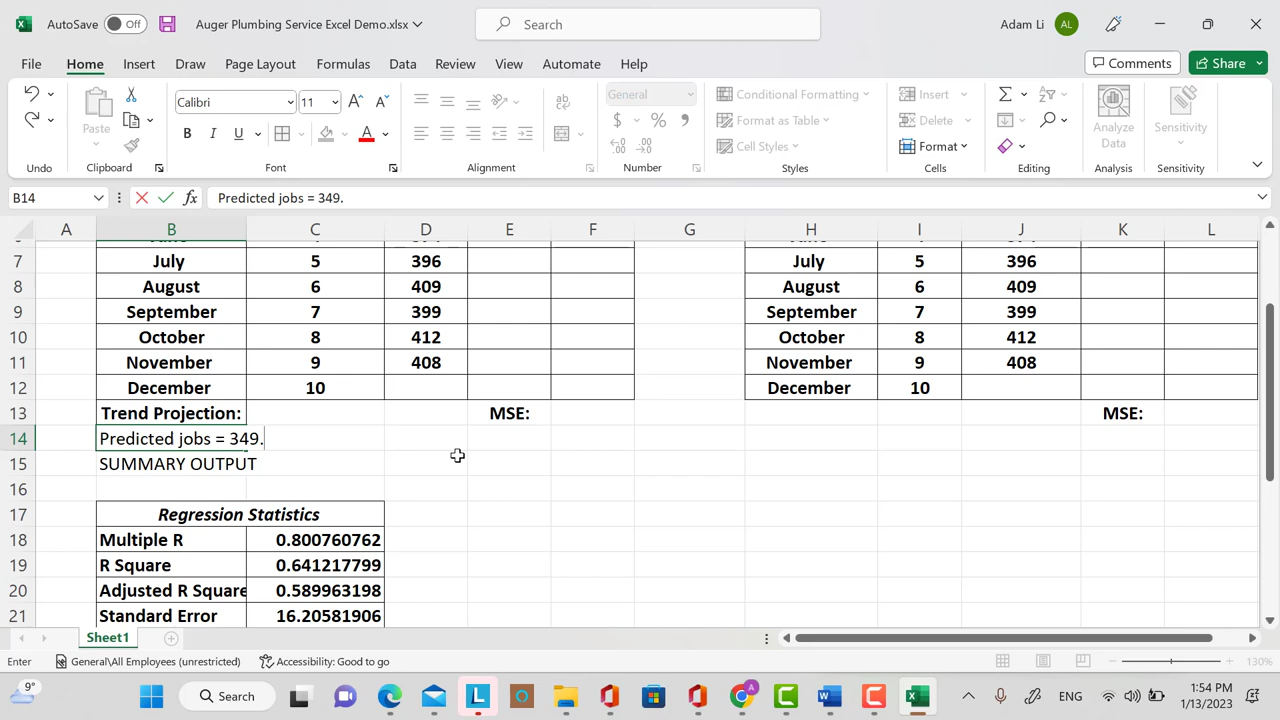 AutoSave Off Auger Plumbing Service Excel Demo.xlsx Search Adam Li AL
File Home Insert Draw Page Layout Formulas Data Review View Automate Help Comments Share
Calibri 11 General Conditional Formatting Insert
Paste Format as Table Delete Analyze Data Sensitivity
Cell Styles Format
Undo Clipboard Font Alignment Number Styles Cells Editing Analysis Sensitivity
B14 fx Predicted jobs = 349.
A B C D E F G H I J K L
7 July 5 396 July 5 396
8 August 6 409 August 6 409
9 September 7 399 September 7 399
10 October 8 412 October 8 412
11 November 9 408 November 9 408
12 December 10 December 10
13 Trend Projection: MSE: MSE:
14 Predicted jobs = 349.
15 SUMMARY OUTPUT
16
17 Regression Statistics
18 Multiple R 0.800760762
19 R Square 0.641217799
20 Adjusted R Square 0.589963198
21 Standard Error 16.20581906
Sheet1
Enter General\All Employees (unrestricted) Accessibility: Good to go 130%
9° Search ENG 1:54 PM
1/13/2023